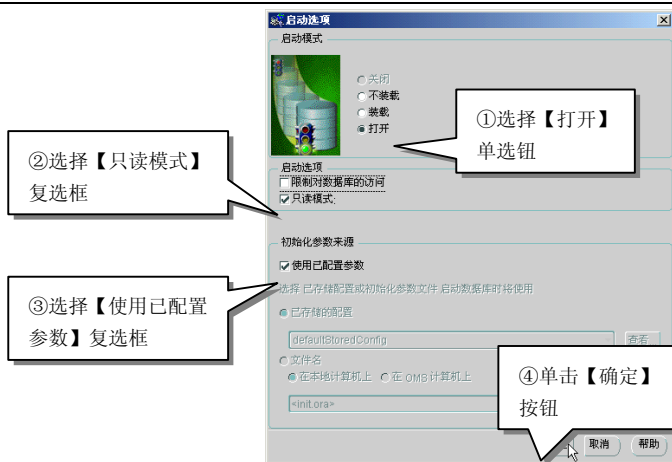 启动选项
启动模式
关闭
不装载
装载
打开
①选择【打开】
单选钮
②选择【只读模式】
复选框
启动选项
限制对数据库的访问
只读模式:
初始化参数来源
使用已配置参数
③选择【使用已配置
参数】复选框
选择 已存储配置或初始化参数文件 启动数据库时将使用
已存储的配置
defaultStoredConfig
查看
文件名
在本地计算机上 在 OMS 计算机上
<init.ora>
④单击【确定】
按钮
取消 帮助